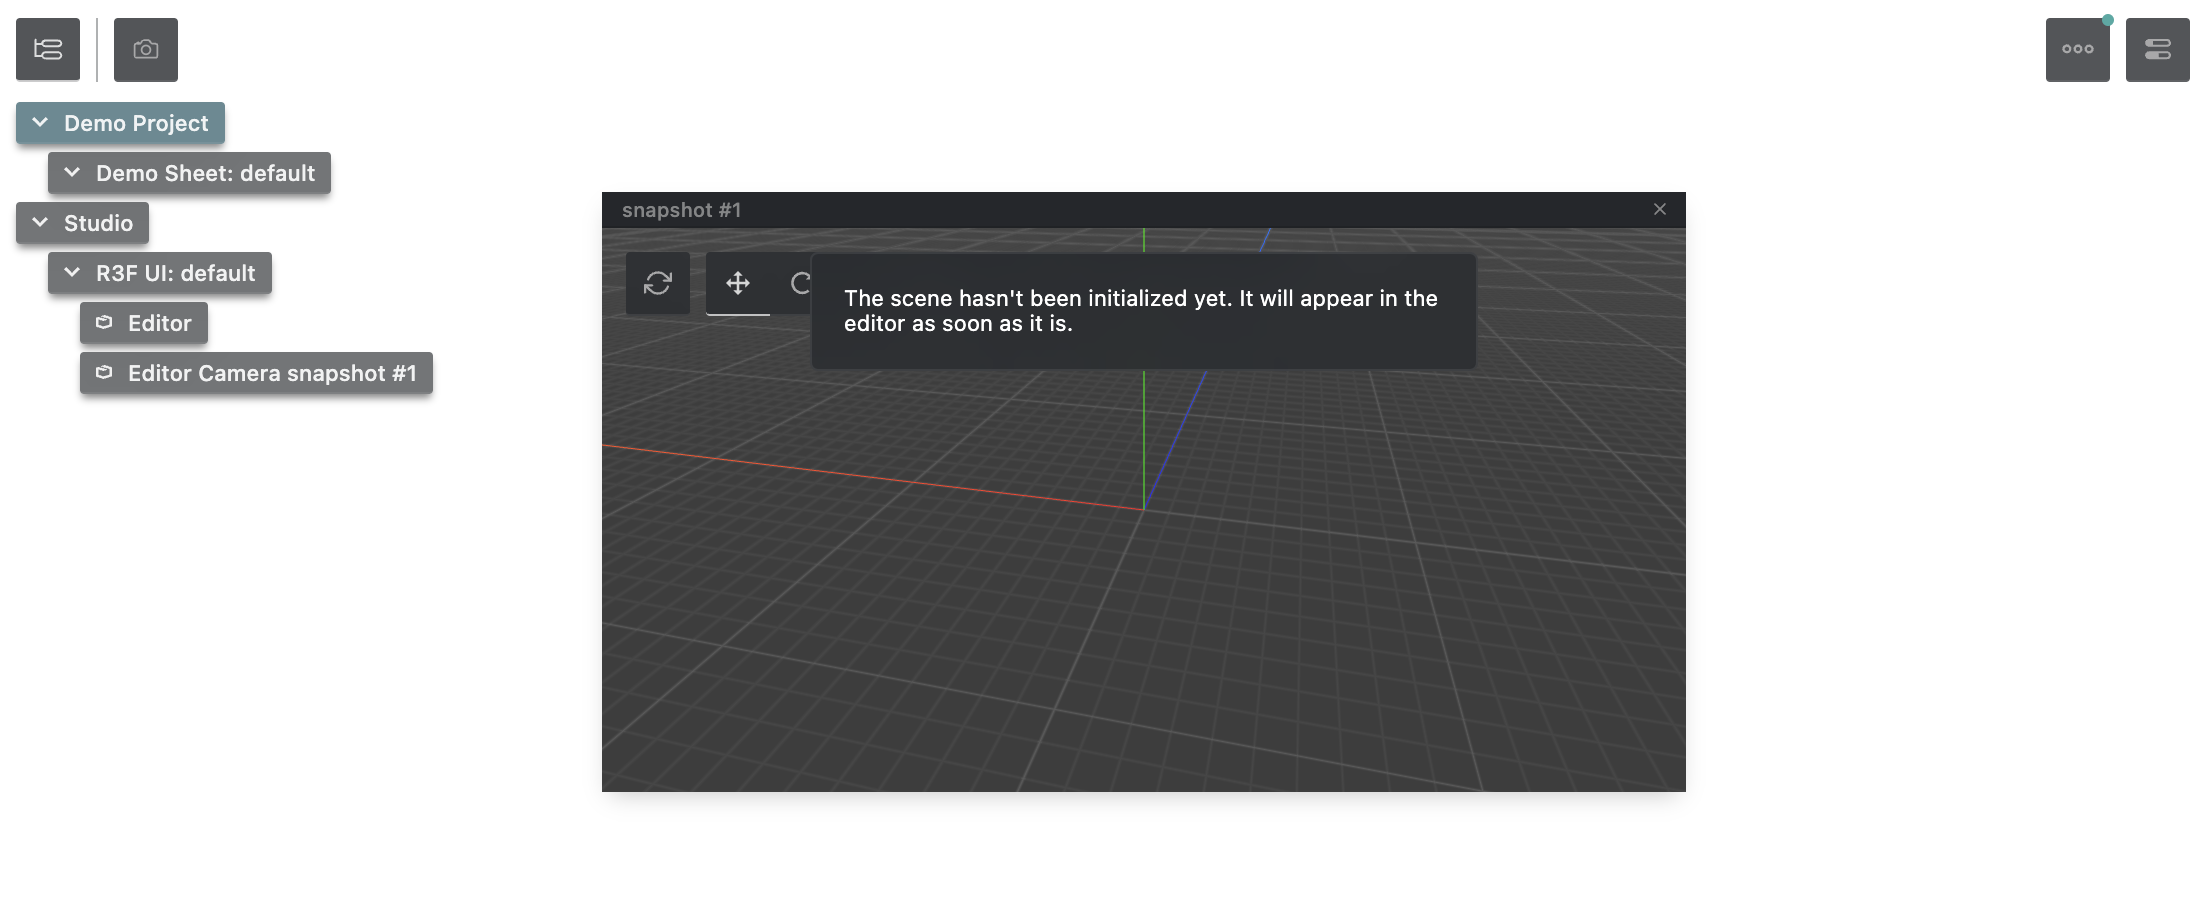 Demo Project
Demo Sheet: default
Studio
R3F UI: default
Editor
Editor Camera snapshot #1
snapshot #1
The scene hasn't been initialized yet. It will appear in the
editor as soon as it is.